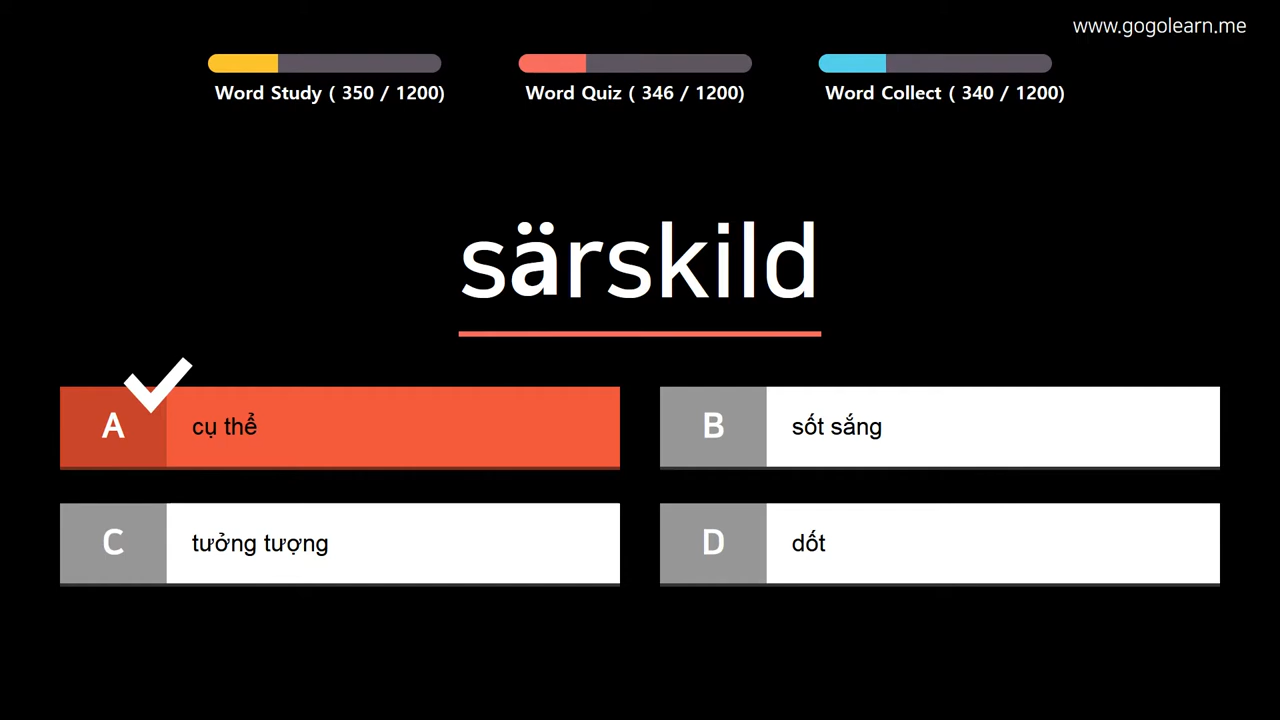 www.gogolearn.me
Word Study ( 350 / 1200)
Word Quiz ( 346 / 1200)
Word Collect ( 340 / 1200)
särskild
A cụ thể
B sốt sắng
C tưởng tượng
D dốt